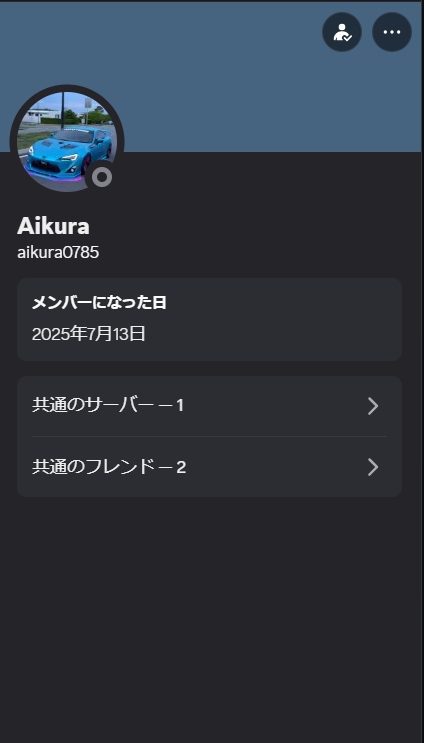 Aikura
aikura0785
メンバーになった日
2025年7月13日
共通のサーバー — 1
共通のフレンド — 2